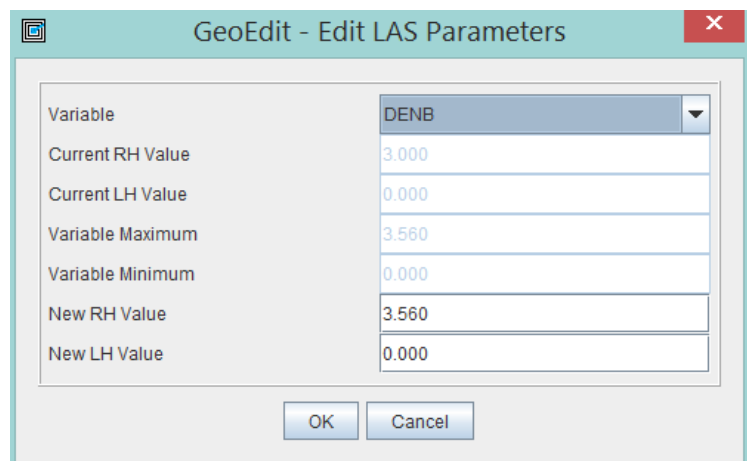 GeoEdit - Edit LAS Parameters
Variable DENB
Current RH Value 3.000
Current LH Value 0.000
Variable Maximum 3.560
Variable Minimum 0.000
New RH Value 3.560
New LH Value 0.000
OK Cancel